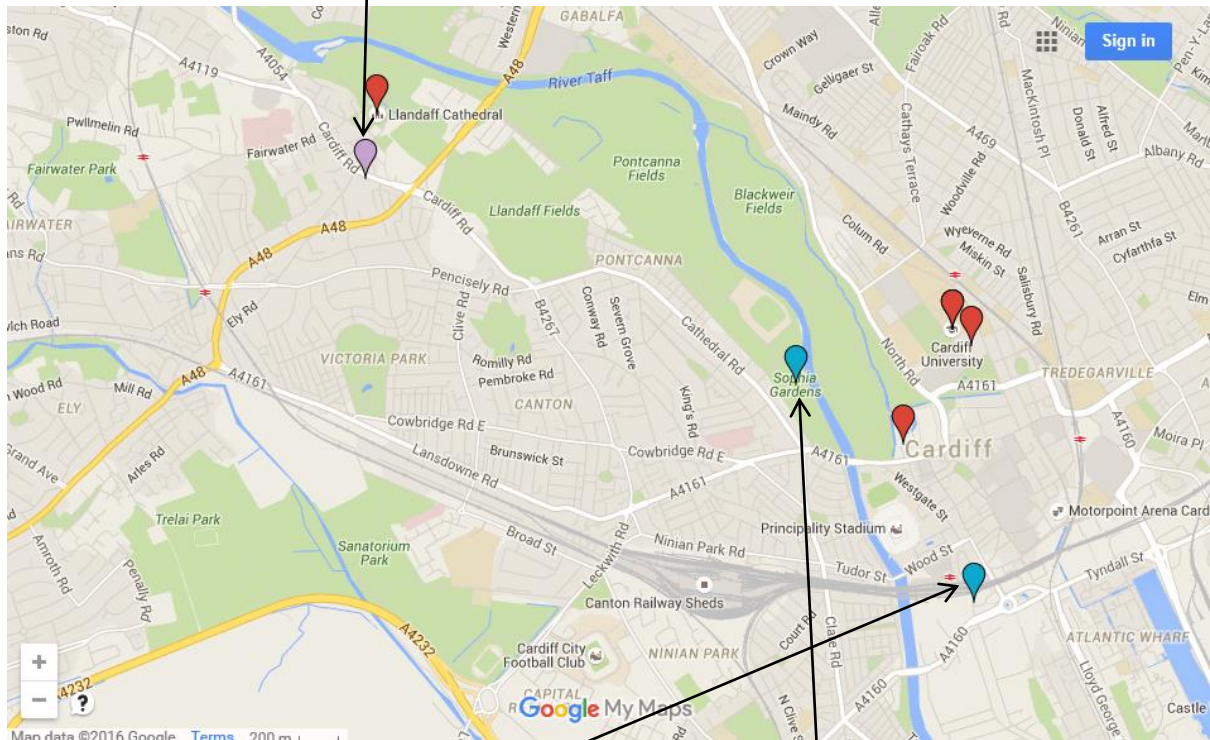 GABALFA
Western
Crown Way
Fairoak Rd
Ninian
Sign in
A4119
A4054
A48
River Taff
Gelligaer St
Pen-Y-Lan
MacKintosh Pl
Maindy Rd
Cathays Terrace
A469
Donald St
Alfred St
Llandaff Cathedral
Pwllmelin Rd
Fairwater Rd
Cardiff Rd
Albany Rd
Fairwater Park
Pontcanna
Fields
Woodville Rd
B4261
Blackweir
Fields
Llandaff Fields
Cardiff Rd
Arran St
Cyfarthfa St
Wyeverne Rd
Miskin St
Colum Rd
A48
A48
PONTCANNA
Salisbury Rd
Pencisely Rd
Elm
Ely Rd
Clive Rd
B4267
Conway Rd
Severn Grove
Cathedral Rd
North Rd
Cardiff
University
VICTORIA PARK
Romilly Rd
Pembroke Rd
King's Rd
Sophia
Gardens
A4161
TREDEGARVILLE
Mill Rd
A48
A4161
ELY
CANTON
Cowbridge Rd E
Cowbridge Rd E
A4161
Cardiff
A4160
Moira Pl
Grand Ave
Arles Rd
Lansdowne Rd
Brunswick St
A4161
Westgate St
Trelai Park
Principality Stadium
Motorpoint Arena Card
Amroth Rd
Penally Rd
Sanatorium
Park
Broad St
Leckwith Rd
Ninian Park Rd
Tudor St
Wood St
Tyndall St
Canton Railway Sheds
Court Rd
Clare Rd
A4160
ATLANTIC WHARF
A4232
Cardiff City
Football Club
NINIAN PARK
Lloyd George
A4232
CAPITAL
N Clive S
A4160
Castle
Google My Maps
Map data ©2016 Google Terms 200 m